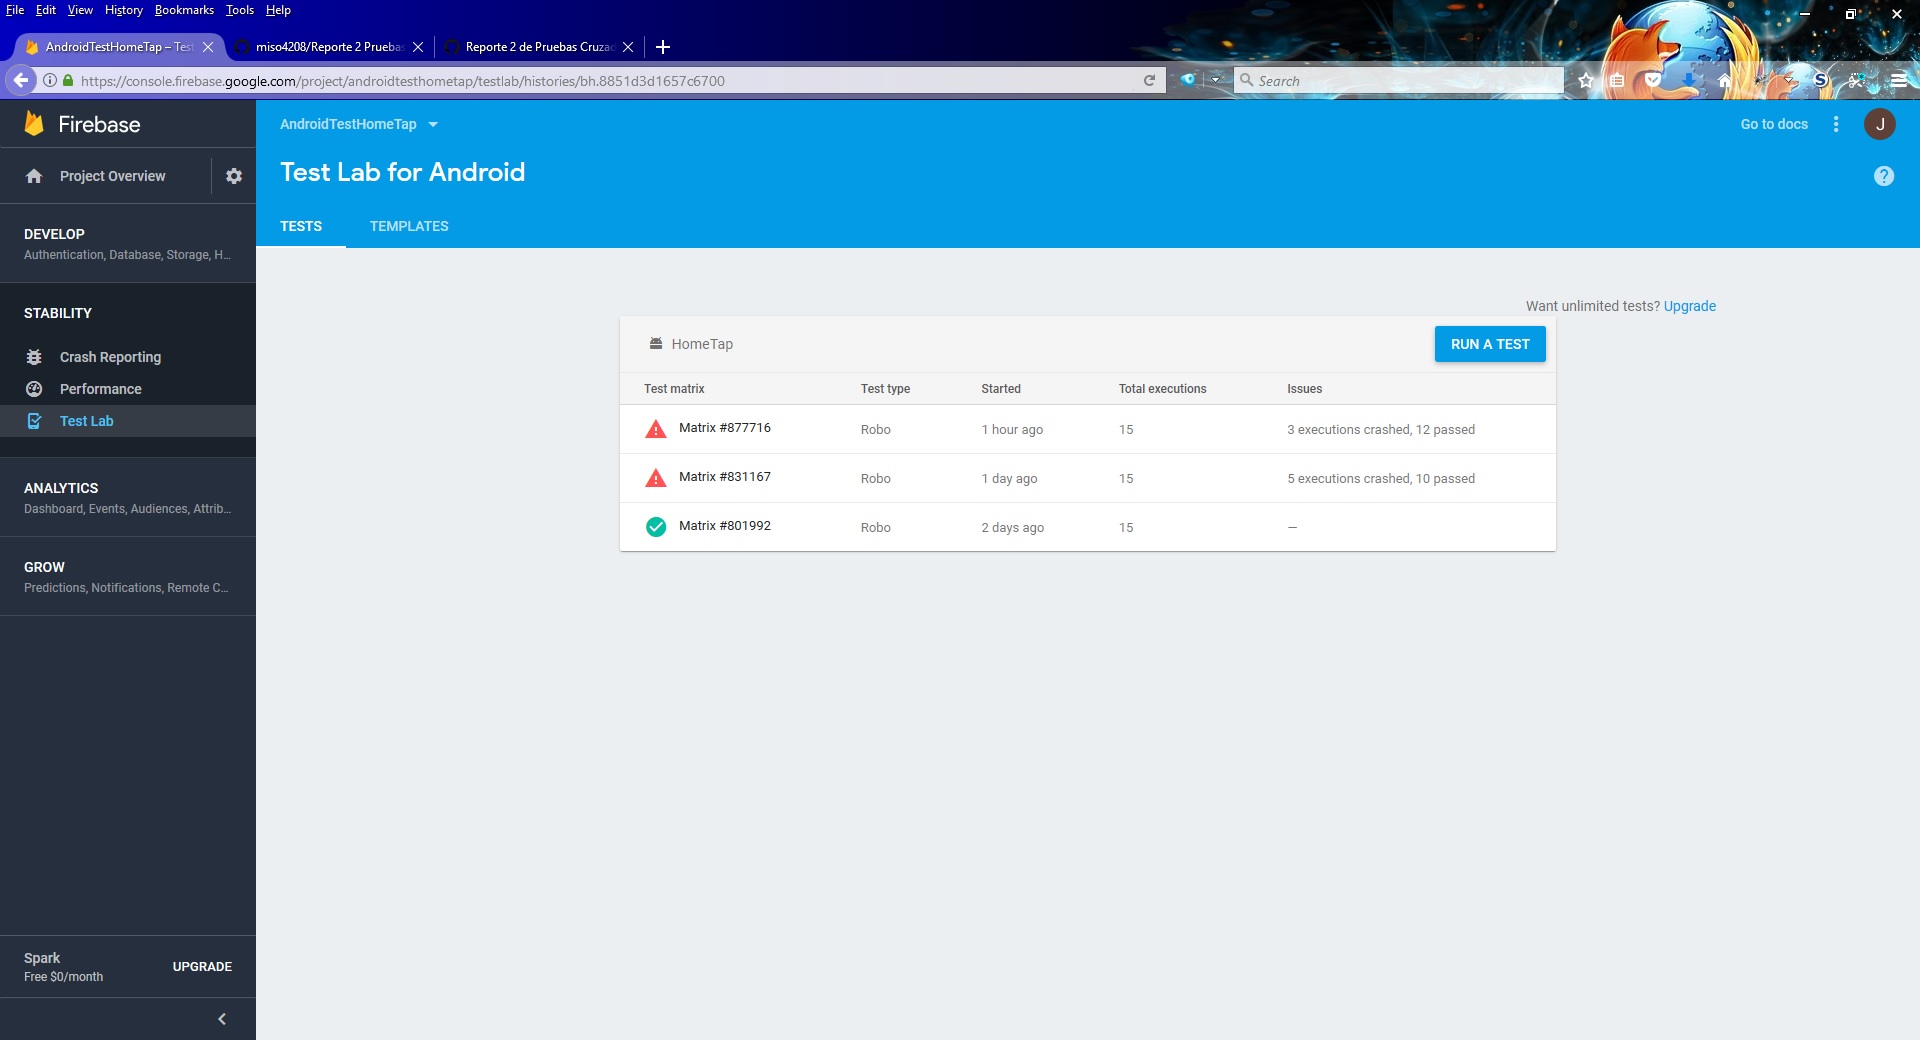 File Edit View History Bookmarks Tools Help
AndroidTestHomeTap – Test
miso4208/Reporte 2 Pruebas
Reporte 2 de Pruebas Cruzad
https://console.firebase.google.com/project/androidtesthometap/testlab/histories/bh.8851d3d1657c6700
Search
Firebase
AndroidTestHomeTap
Go to docs
J
Project Overview
Test Lab for Android
TESTS
TEMPLATES
DEVELOP
Authentication, Database, Storage, H...
STABILITY
Crash Reporting
Performance
Test Lab
ANALYTICS
Dashboard, Events, Audiences, Attrib...
GROW
Predictions, Notifications, Remote C...
Spark
Free $0/month
UPGRADE
Want unlimited tests? Upgrade
HomeTap
RUN A TEST
Test matrix Test type Started Total executions Issues
Matrix #877716 Robo 1 hour ago 15 3 executions crashed, 12 passed
Matrix #831167 Robo 1 day ago 15 5 executions crashed, 10 passed
Matrix #801992 Robo 2 days ago 15 —